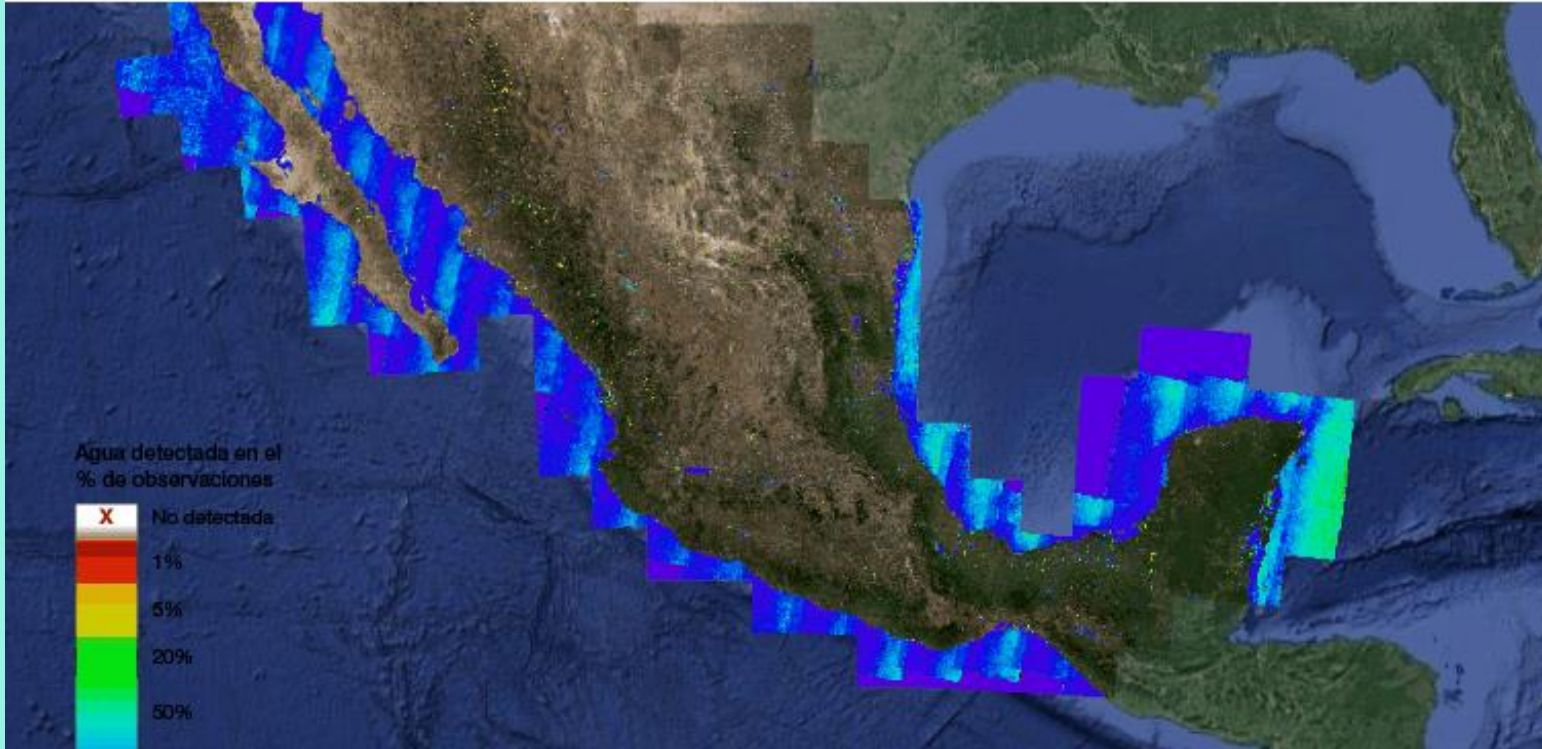 Agua detectada en el
% de observaciones
X No detectada
1%
5%
20%
50%